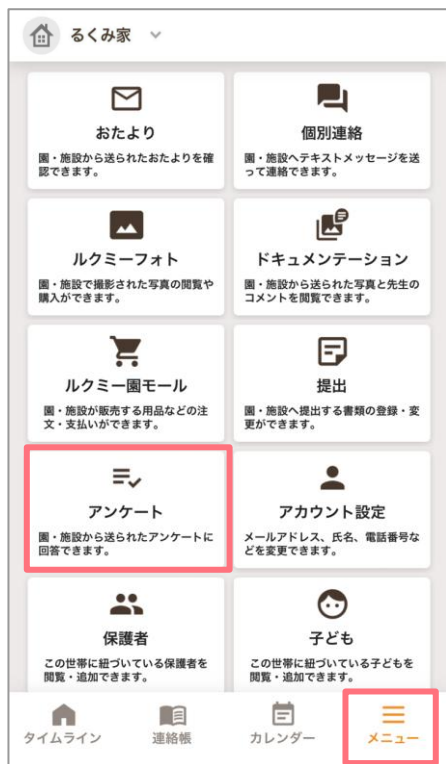 るくみ家
おたより
園・施設から送られたおたよりを確
認できます。
個別連絡
園・施設へテキストメッセージを送
って連絡できます。
ルクミーフォト
園・施設で撮影された写真の閲覧や
購入ができます。
ドキュメンテーション
園・施設から送られた写真と先生の
コメントを閲覧できます。
ルクミー園モール
園・施設が販売する用品などの注
文・支払いができます。
提出
園・施設へ提出する書類の登録・変
更ができます。
アンケート
園・施設から送られたアンケートに
回答できます。
アカウント設定
メールアドレス、氏名、電話番号な
どを変更できます。
保護者
この世帯に紐づいている保護者を
閲覧・追加できます。
子ども
この世帯に紐づいている子どもを
閲覧・追加できます。
タイムライン
連絡帳
カレンダー
メニュー